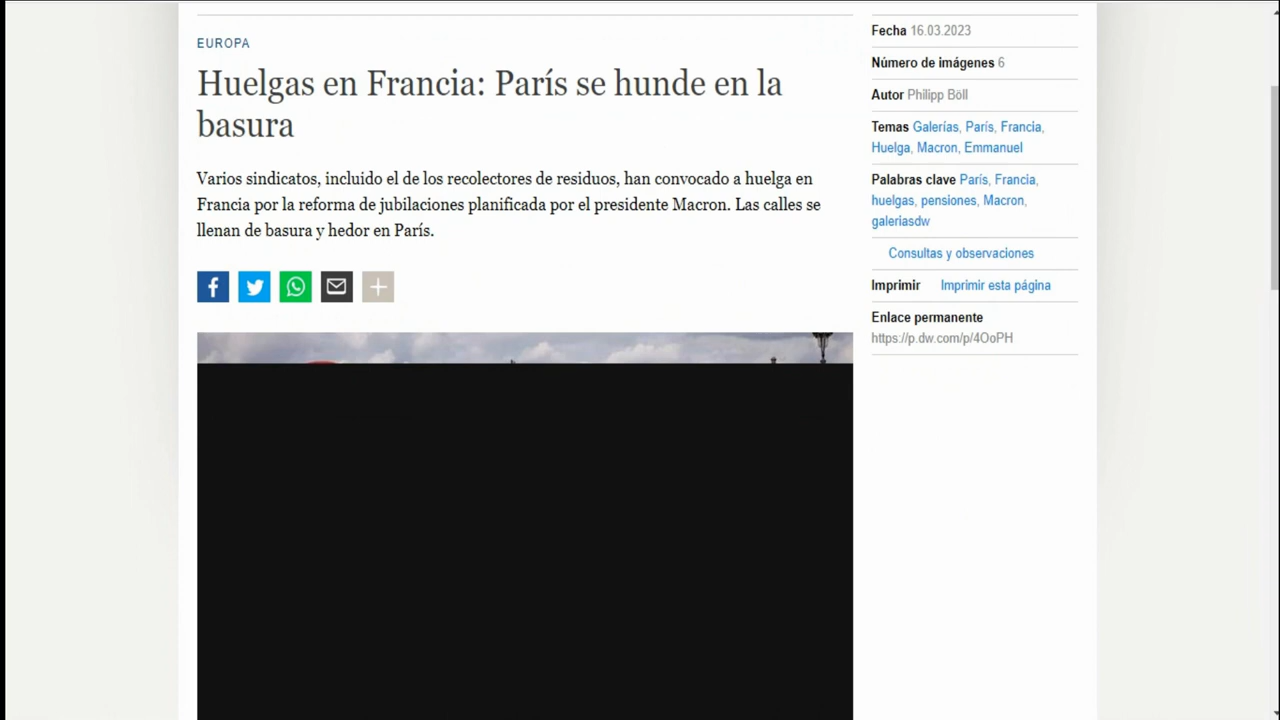 EUROPA
Huelgas en Francia: París se hunde en la
basura
Varios sindicatos, incluido el de los recolectores de residuos, han convocado a huelga en
Francia por la reforma de jubilaciones planificada por el presidente Macron. Las calles se
llenan de basura y hedor en París.
Fecha 16.03.2023
Número de imágenes 6
Autor Philipp Böll
Temas Galerías, París, Francia,
Huelga, Macron, Emmanuel
Palabras clave París, Francia,
huelgas, pensiones, Macron,
galeriasdw
Consultas y observaciones
Imprimir Imprimir esta página
Enlace permanente
https://p.dw.com/p/4OoPH